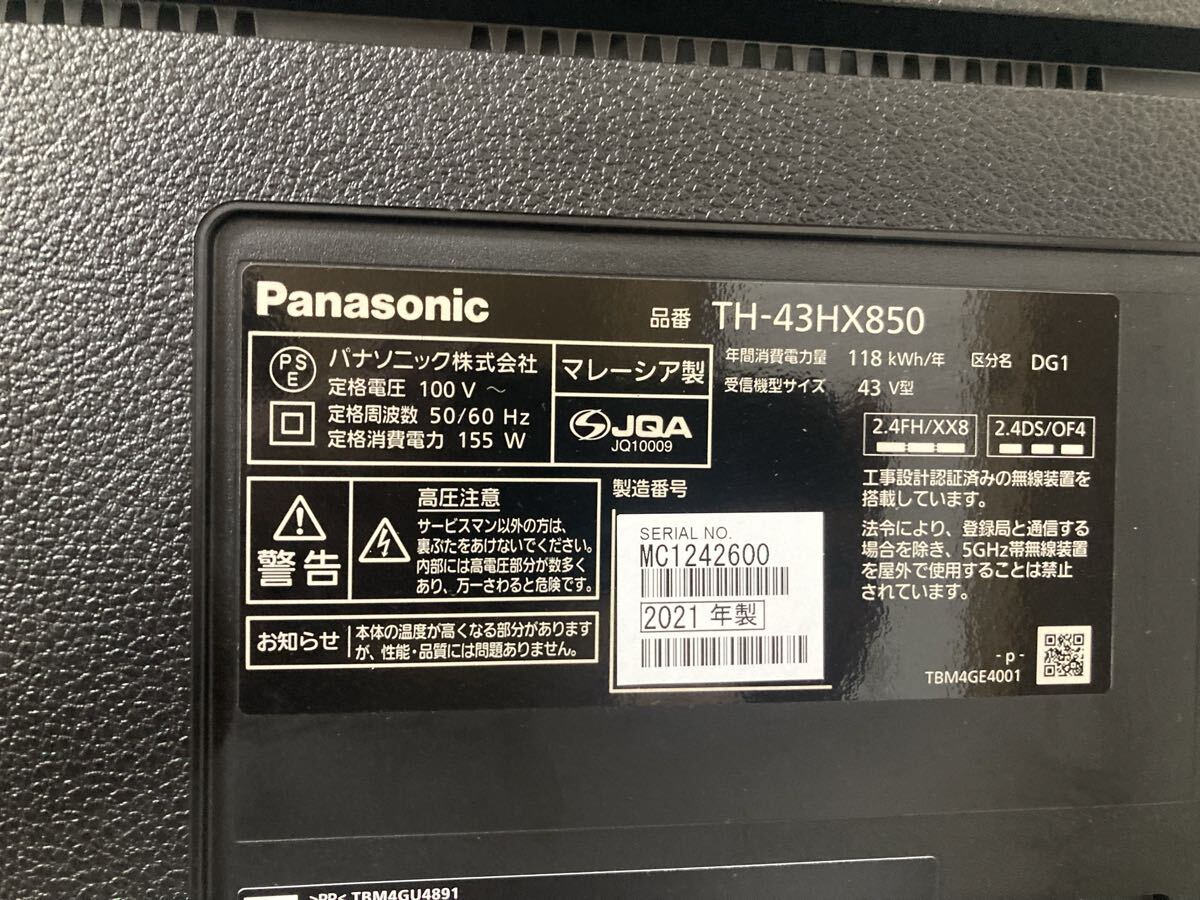 Panasonic
品番 TH-43HX850
PS
E
パナソニック株式会社
定格電圧 100 V ～
定格周波数 50/60 Hz
定格消費電力 155 W
マレーシア製
JQA
JQ10009
年間消費電力量 118 kWh/年 区分名 DG1
受信機型サイズ 43 V型
2.4FH/XX8
2.4DS/OF4
工事設計認証済みの無線装置を
搭載しています。
法令により、登録局と通信する
場合を除き、5GHz帯無線装置
を屋外で使用することは禁止
されています。
警告
高圧注意
サービスマン以外の方は、
裏ぶたをあけないでください。
内部には高電圧部分が数多く
あり、万一さわると危険です。
お知らせ
本体の温度が高くなる部分があります
が、性能・品質には問題ありません。
製造番号
SERIAL NO.
MC1242600
2021 年製
- p -
TBM4GE4001
>PP< TBM4GU4891